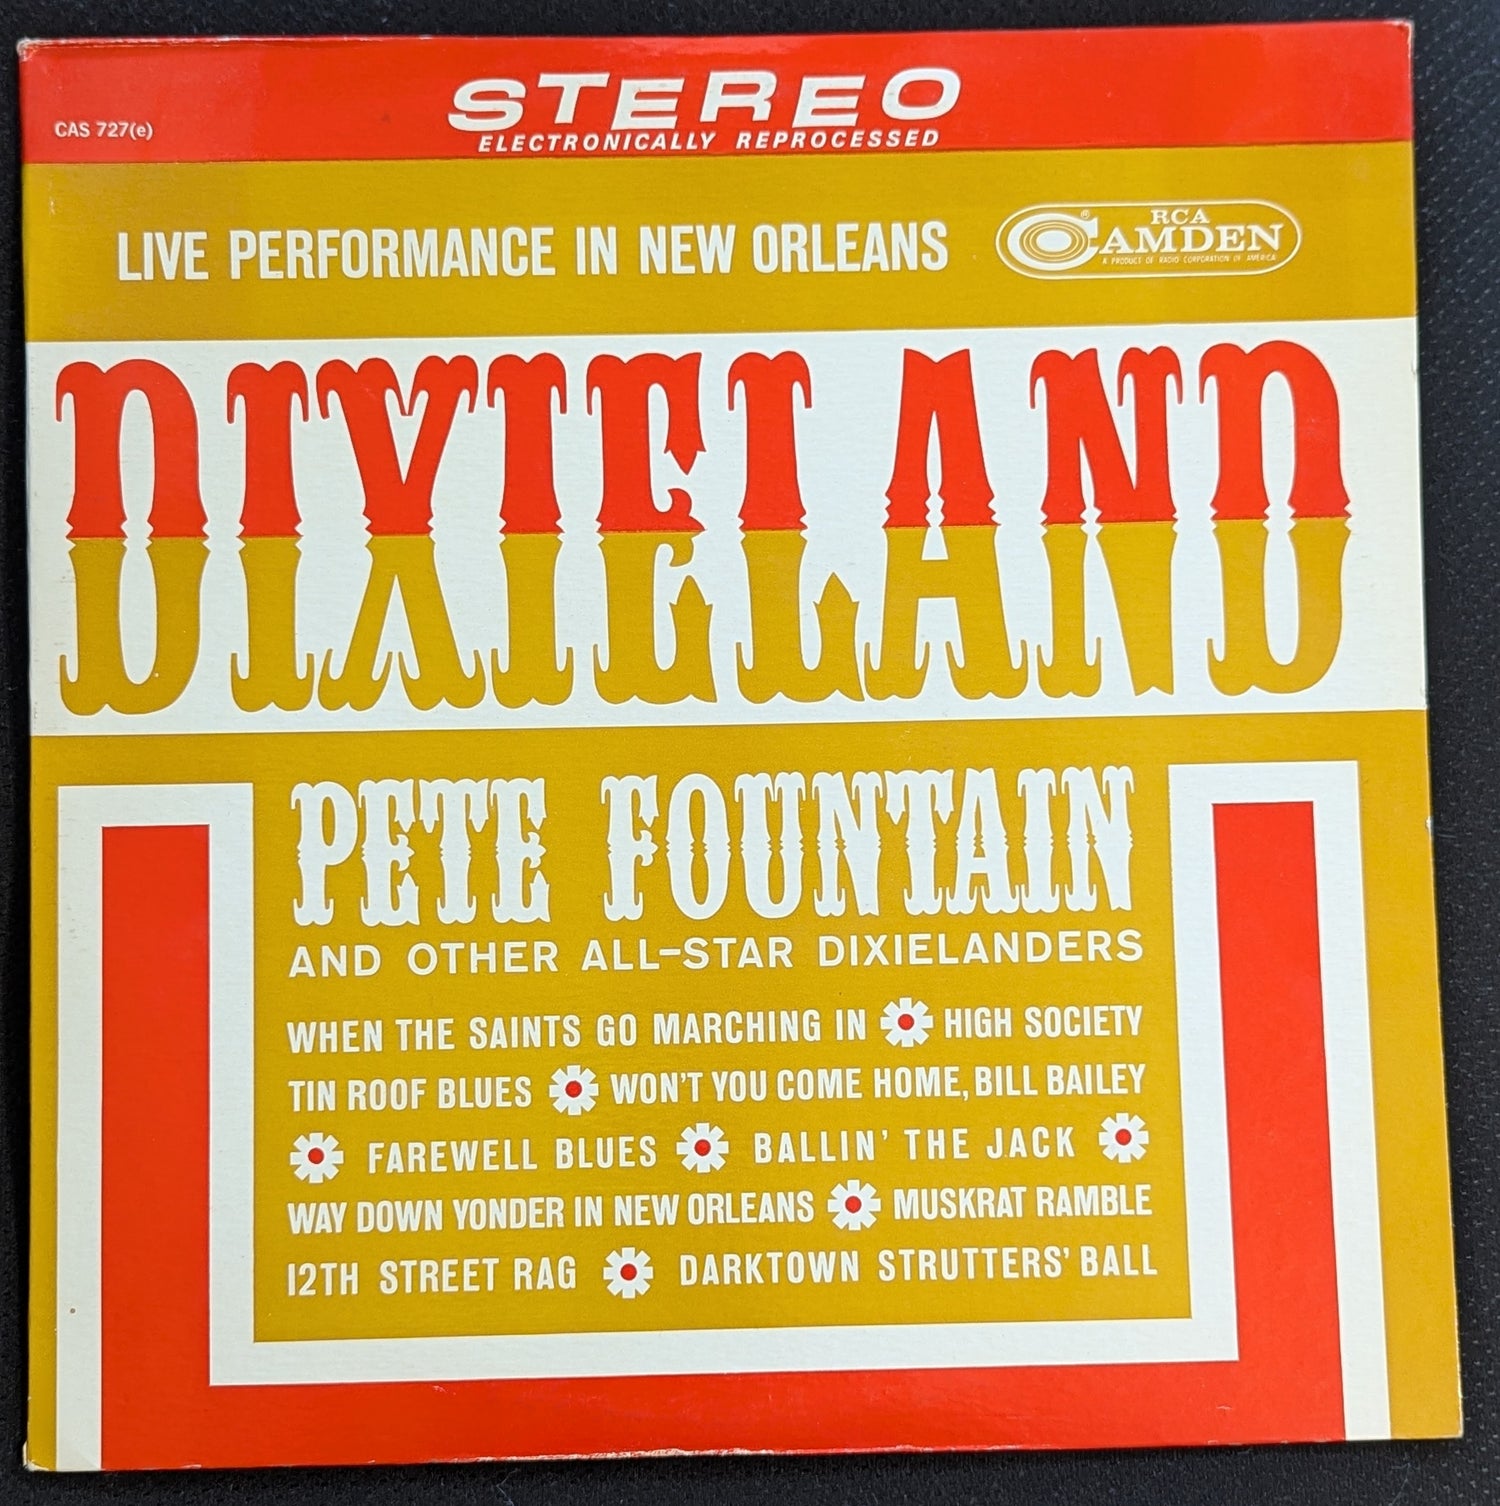 STEREO
CAS 727(e)
ELECTRONICALLY REPROCESSED
LIVE PERFORMANCE IN NEW ORLEANS
RCA
CAMDEN
®
A PRODUCT OF RADIO CORPORATION OF AMERICA
DIXIELAND
PETE FOUNTAIN
AND OTHER ALL-STAR DIXIELANDERS
WHEN THE SAINTS GO MARCHING IN HIGH SOCIETY
TIN ROOF BLUES WON'T YOU COME HOME, BILL BAILEY
FAREWELL BLUES BALLIN' THE JACK
WAY DOWN YONDER IN NEW ORLEANS MUSKRAT RAMBLE
12TH STREET RAG DARKTOWN STRUTTERS' BALL